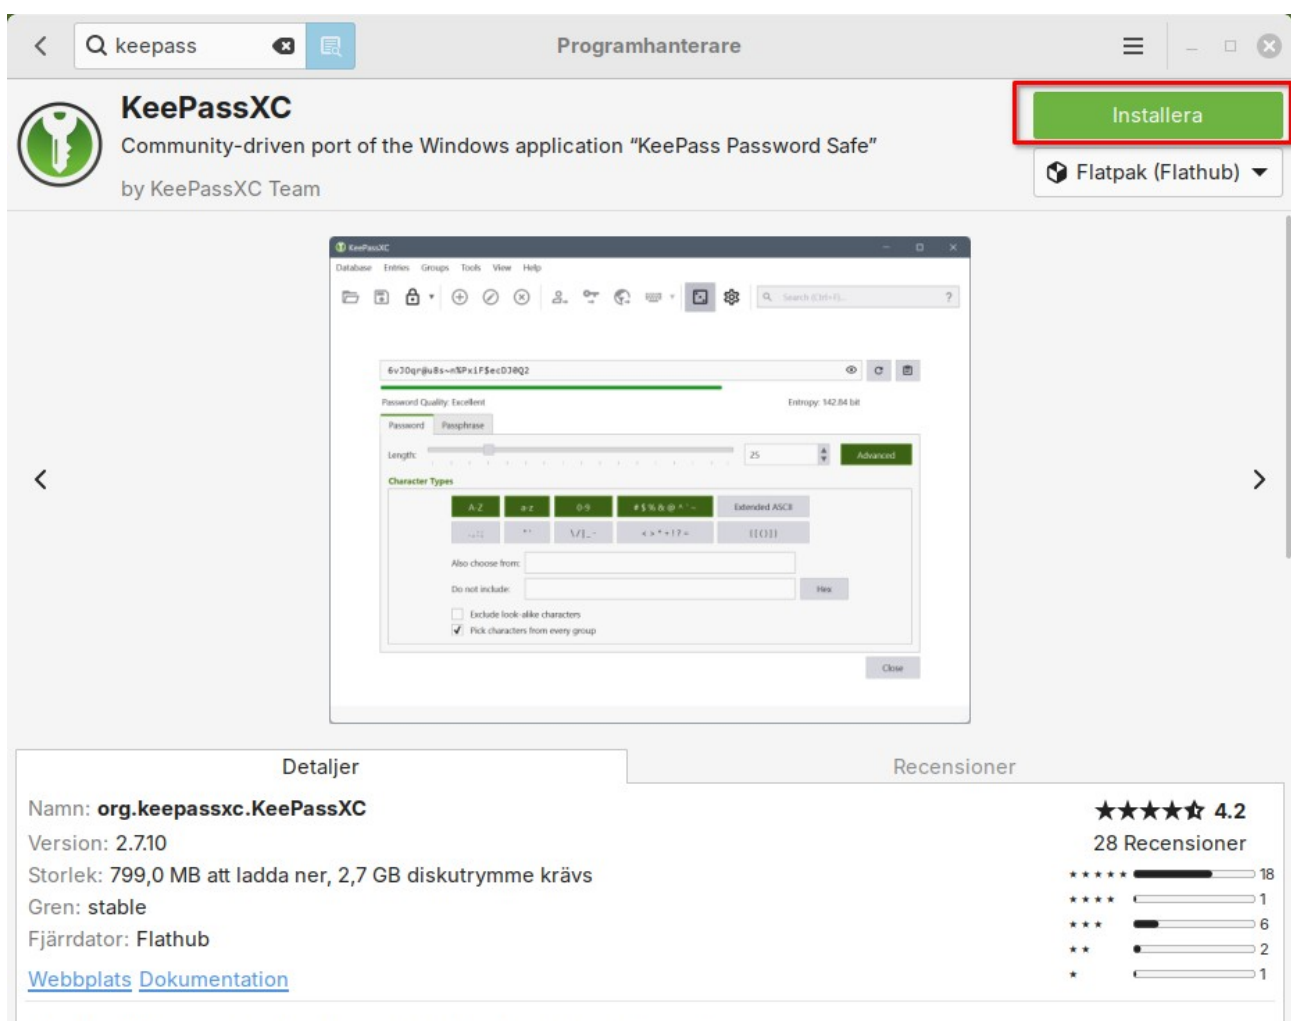 keepass
Programhanterare
KeePassXC
Installera
Community-driven port of the Windows application “KeePass Password Safe”
by KeePassXC Team
Flatpak (Flathub)
KeePassXC
Database Entries Groups Tools View Help
Search (Ctrl+F)...
?
Password Quality: Excellent
Entropy: 142.84 bit
Password Passphrase
Length:
25
Advanced
Character Types
A-Z a-z 0-9 Extended ASCII
Also choose from:
Do not include:
Hex
Exclude look-alike characters
Pick characters from every group
Close
Detaljer
Recensioner
Namn: org.keepassxc.KeePassXC
Version: 2.7.10
Storlek: 799,0 MB att ladda ner, 2,7 GB diskutrymme krävs
Gren: stable
Fjärrdator: Flathub
Webbplats Dokumentation
★★★★⯪ 4.2
28 Recensioner
★★★★★ 18
★★★★ 1
★★★ 6
★★ 2
★ 1